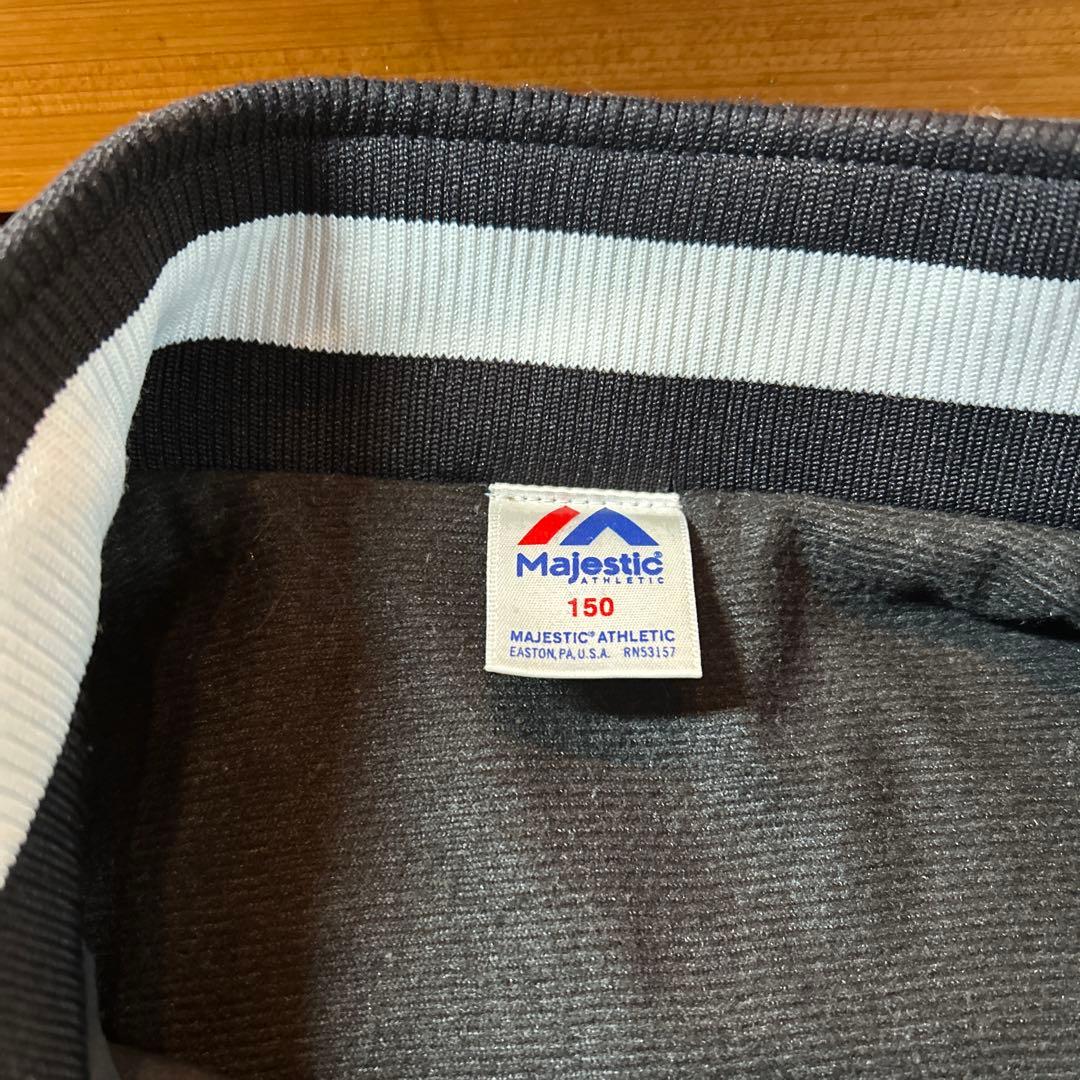 Majestic®
ATHLETIC
150
MAJESTIC® ATHLETIC
EASTON, PA, U.S.A. RN53157